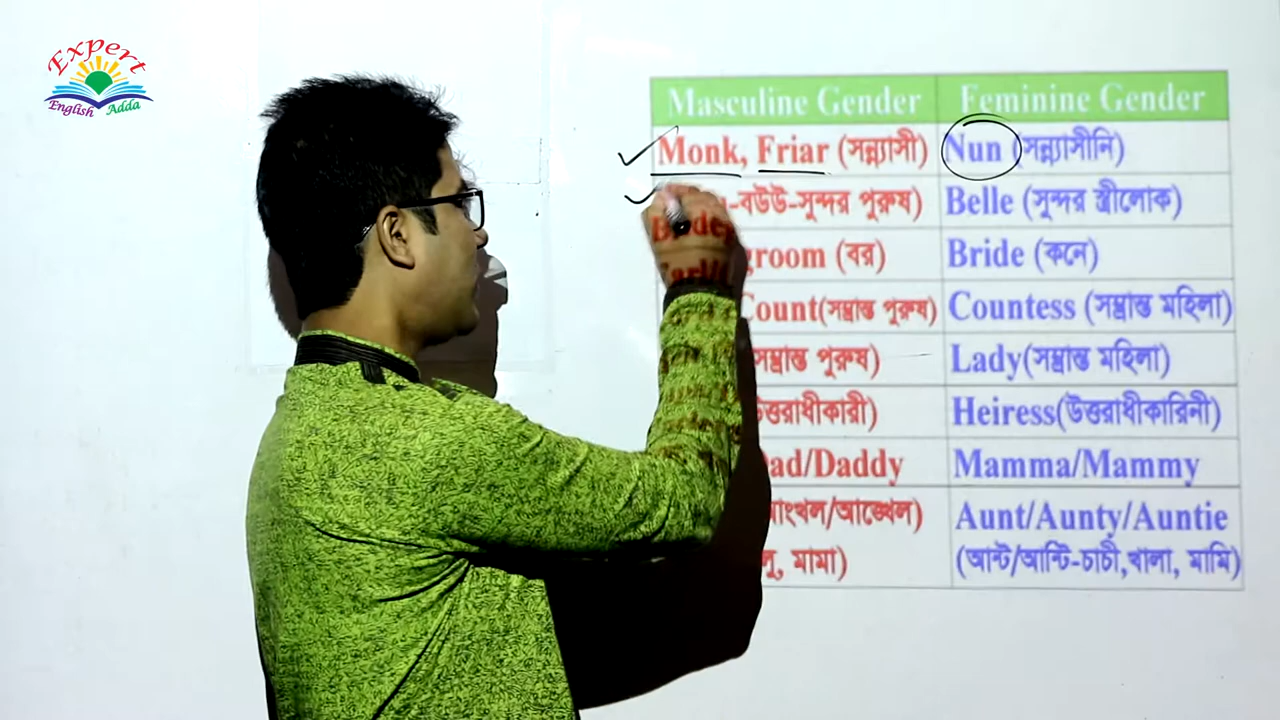 Expert
English Adda
Masculine Gender Feminine Gender
Monk, Friar (সন্ন্যাসী) Nun (সন্ন্যাসীনি)
-বউউ-সুন্দর পুরুষ) Belle (সুন্দর স্ত্রীলোক)
groom (বর) Bride (কনে)
Count(সম্ভ্রান্ত পুরুষ) Countess (সম্ভ্রান্ত মহিলা)
সম্ভ্রান্ত পুরুষ) Lady(সম্ভ্রান্ত মহিলা)
উত্তরাধীকারী) Heiress(উত্তরাধীকারিনী)
Dad/Daddy Mamma/Mammy
আংখল/আঙ্খেল) Aunt/Aunty/Auntie
মামা) (আন্ট/আন্টি-চাচী,খালা, মামি)